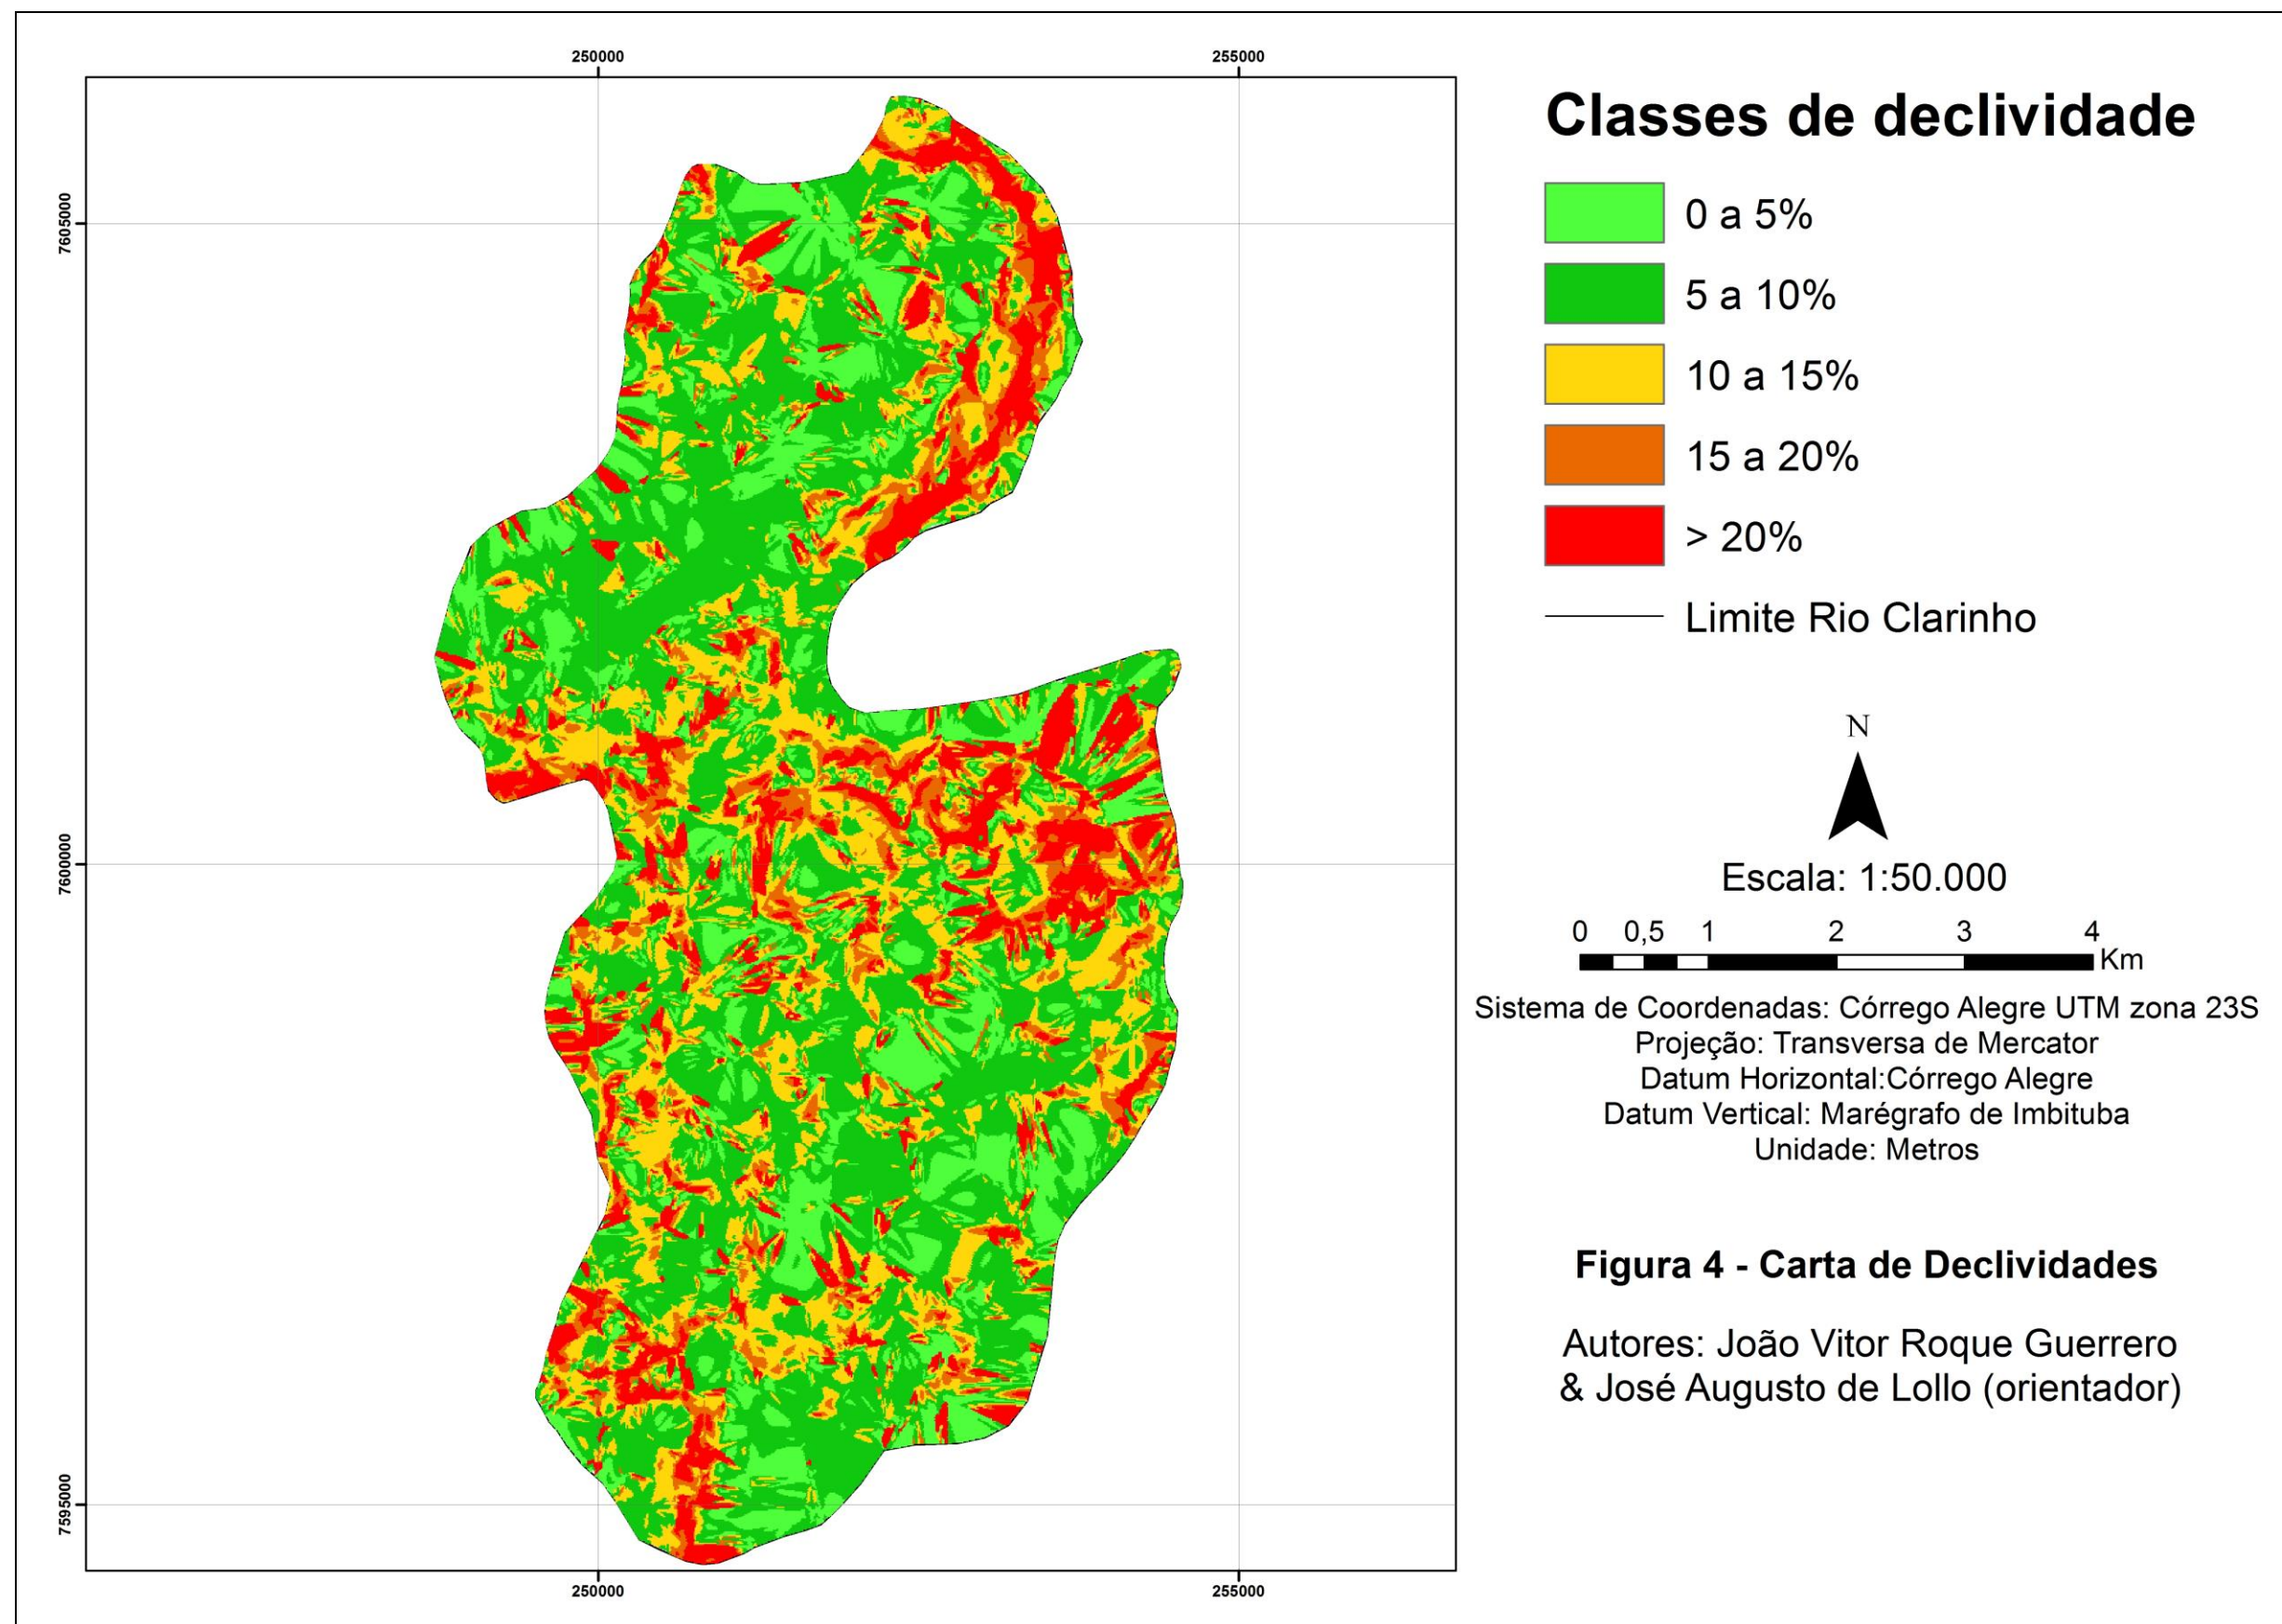 250000
255000
7605000
7600000
7595000
250000
255000
Classes de declividade
0 a 5%
5 a 10%
10 a 15%
15 a 20%
> 20%
Limite Rio Clarinho
N
Escala: 1:50.000
0 0,5 1 2 3 4
Km
Sistema de Coordenadas: Córrego Alegre UTM zona 23S
Projeção: Transversa de Mercator
Datum Horizontal:Córrego Alegre
Datum Vertical: Marégrafo de Imbituba
Unidade: Metros
Figura 4 - Carta de Declividades
Autores: João Vitor Roque Guerrero
& José Augusto de Lollo (orientador)